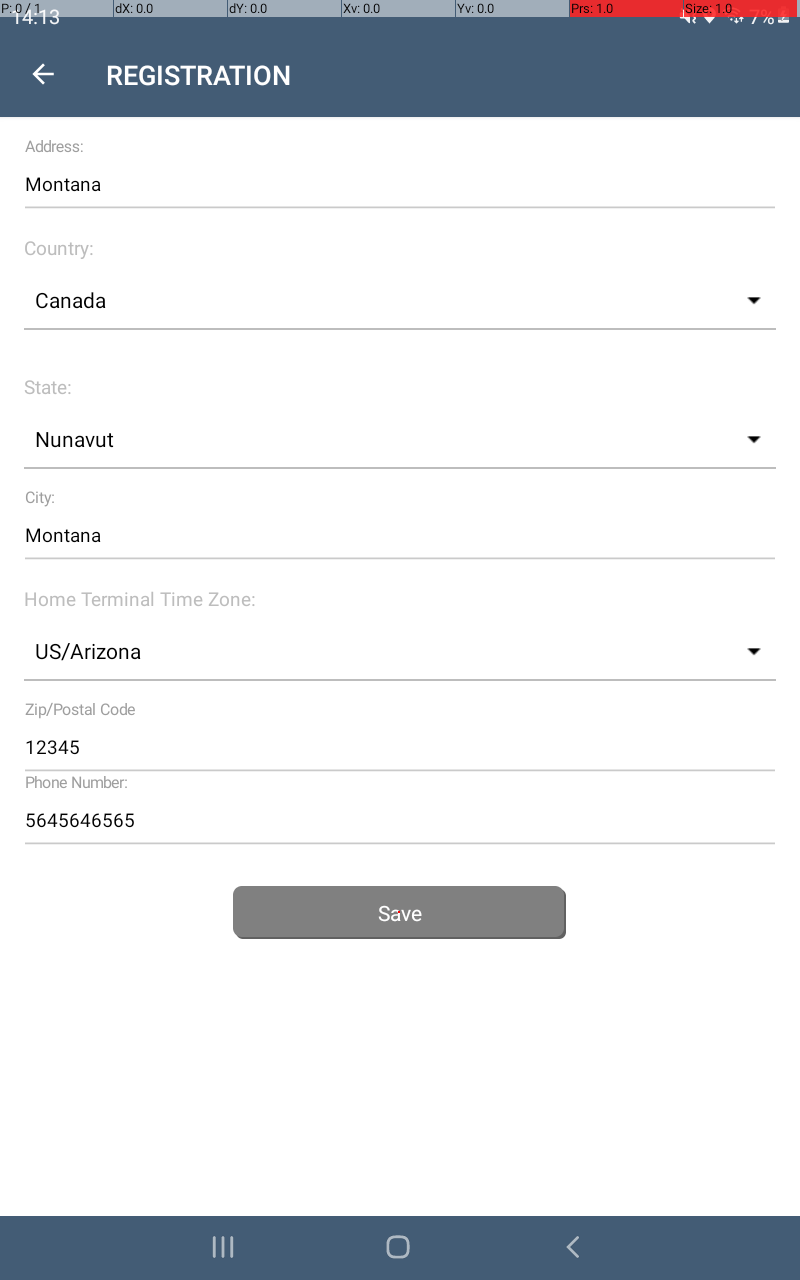 P: 0 / 1 dX: 0.0 dY: 0.0 Xv: 0.0 Yv: 0.0 Prs: 1.0 Size: 1.0
14:13 7%
REGISTRATION
Address:
Montana
Country:
Canada
State:
Nunavut
City:
Montana
Home Terminal Time Zone:
US/Arizona
Zip/Postal Code
12345
Phone Number:
5645646565
Save